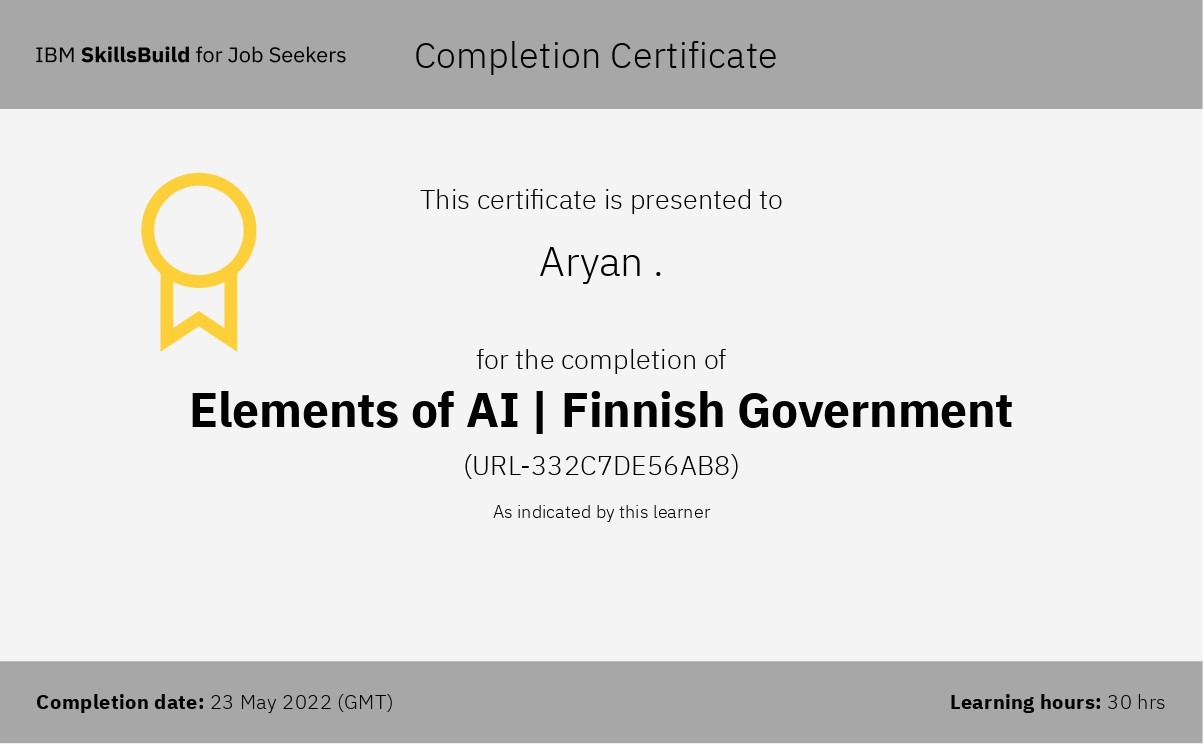 IBM SkillsBuild for Job Seekers
Completion Certificate
This certificate is presented to
Aryan .
for the completion of
Elements of AI | Finnish Government
(URL-332C7DE56AB8)
As indicated by this learner
Completion date: 23 May 2022 (GMT)
Learning hours: 30 hrs